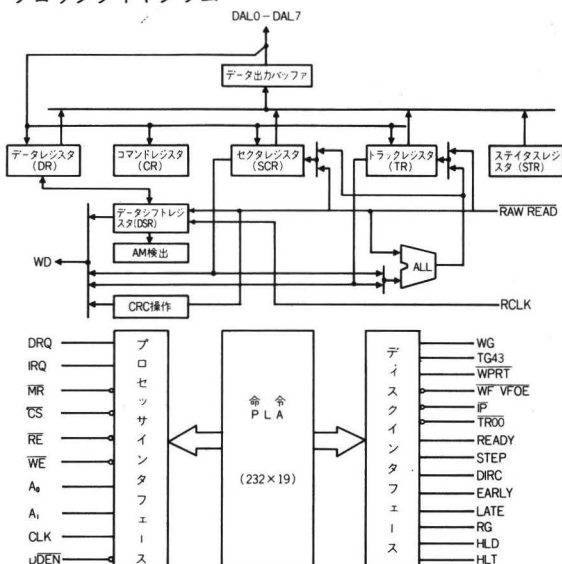 ブロックダイヤグラム
DAL0-DAL7
データ出力バッファ
データレジスタ
(DR)
コマンドレジスタ
(CR)
セクタレジスタ
(SCR)
トラックレジスタ
(TR)
ステイタスレジ
スタ(STR)
データシフトレジ
スタ(DSR)
RAW READ
AM検出
ALL
WD
CRC操作
RCLK
DRQ
IRQ
MR
CS
RE
WE
A0
A1
CLK
DDEN
プロセッサインタフェース
命令
PLA
(232×19)
ディスクインタフェース
WG
TG43
WPRT
WF VFOE
IP
TR00
READY
STEP
DIRC
EARLY
LATE
RG
HLD
HLT